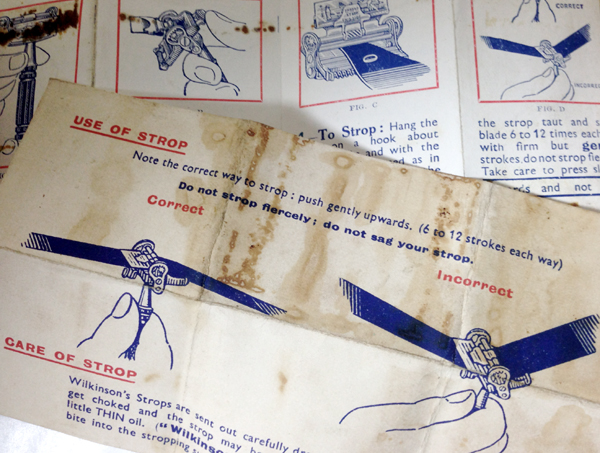 CORRECT
INCORRECT
FIG. C
FIG. D
To Strop: Hang the
on a hook about
and with the
as in
the strop taut and
blade 6 to 12 times each
with firm but
strokes. do not strop
Take care to press
and not
USE OF STROP
Note the correct way to strop : push gently upwards. (6 to 12 strokes each way)
Do not strop fiercely ; do not sag your strop.
Correct
Incorrect
CARE OF STROP
Wilkinson's Strops are sent out carefully
get choked and the strop may
little THIN oil. ("Wilkinson
bite into the stropping